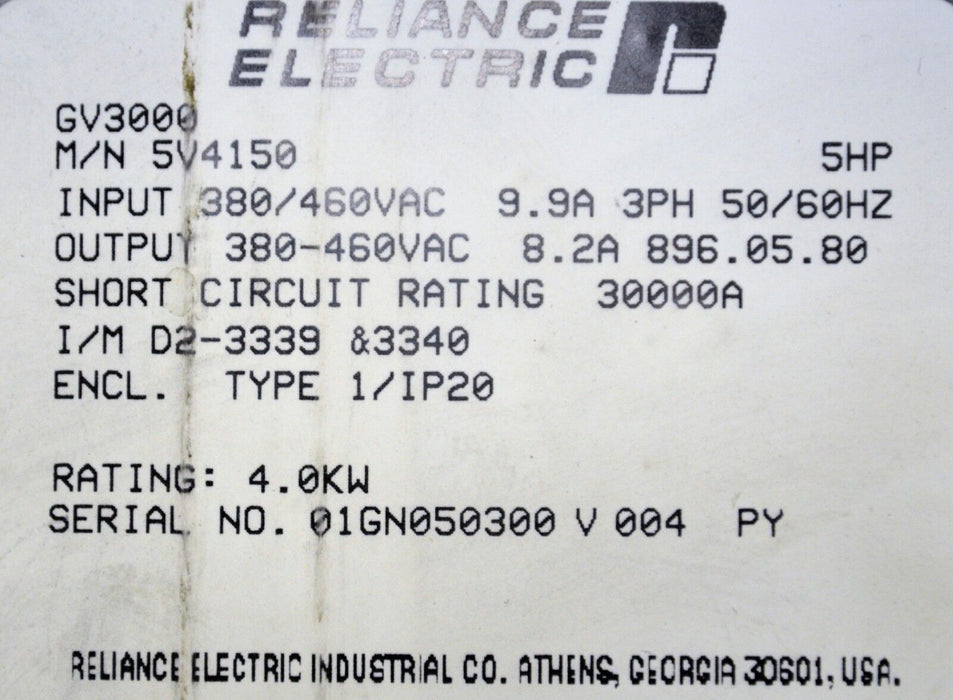 RELIANCE
ELECTRIC
GV3000
M/N 5V4150 5HP
INPUT 380/460VAC 9.9A 3PH 50/60HZ
OUTPUT 380-460VAC 8.2A 896.05.80
SHORT CIRCUIT RATING 30000A
I/M D2-3339 &3340
ENCL. TYPE 1/IP20
RATING: 4.0KW
SERIAL NO. 01GN050300 V 004 PY
RELIANCE ELECTRIC INDUSTRIAL CO. ATHENS, GEORGIA 30601, USA.